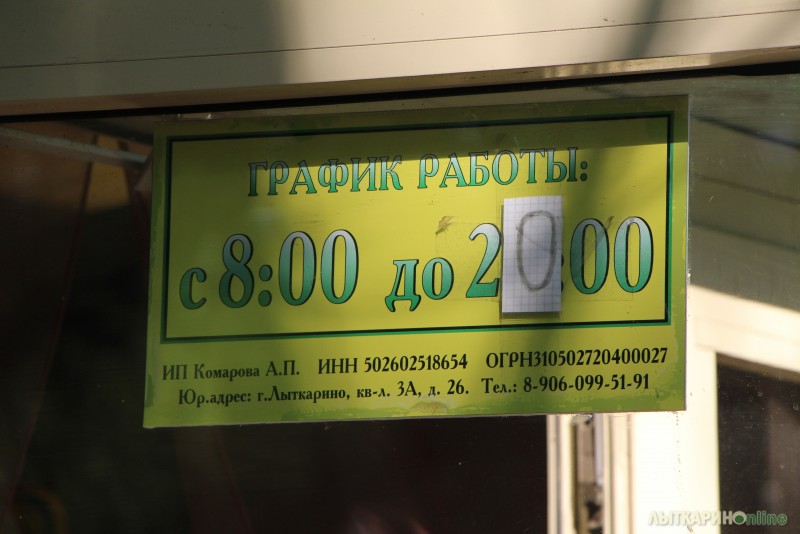 ГРАФИК РАБОТЫ:
с 8:00 до 20:00
ИП Комарова А.П. ИНН 502602518654 ОГРН310502720400027
Юр.адрес: г.Лыткарино, кв-л. 3А, д. 26. Тел.: 8-906-099-51-91
ЛЫТКАРИНОonline